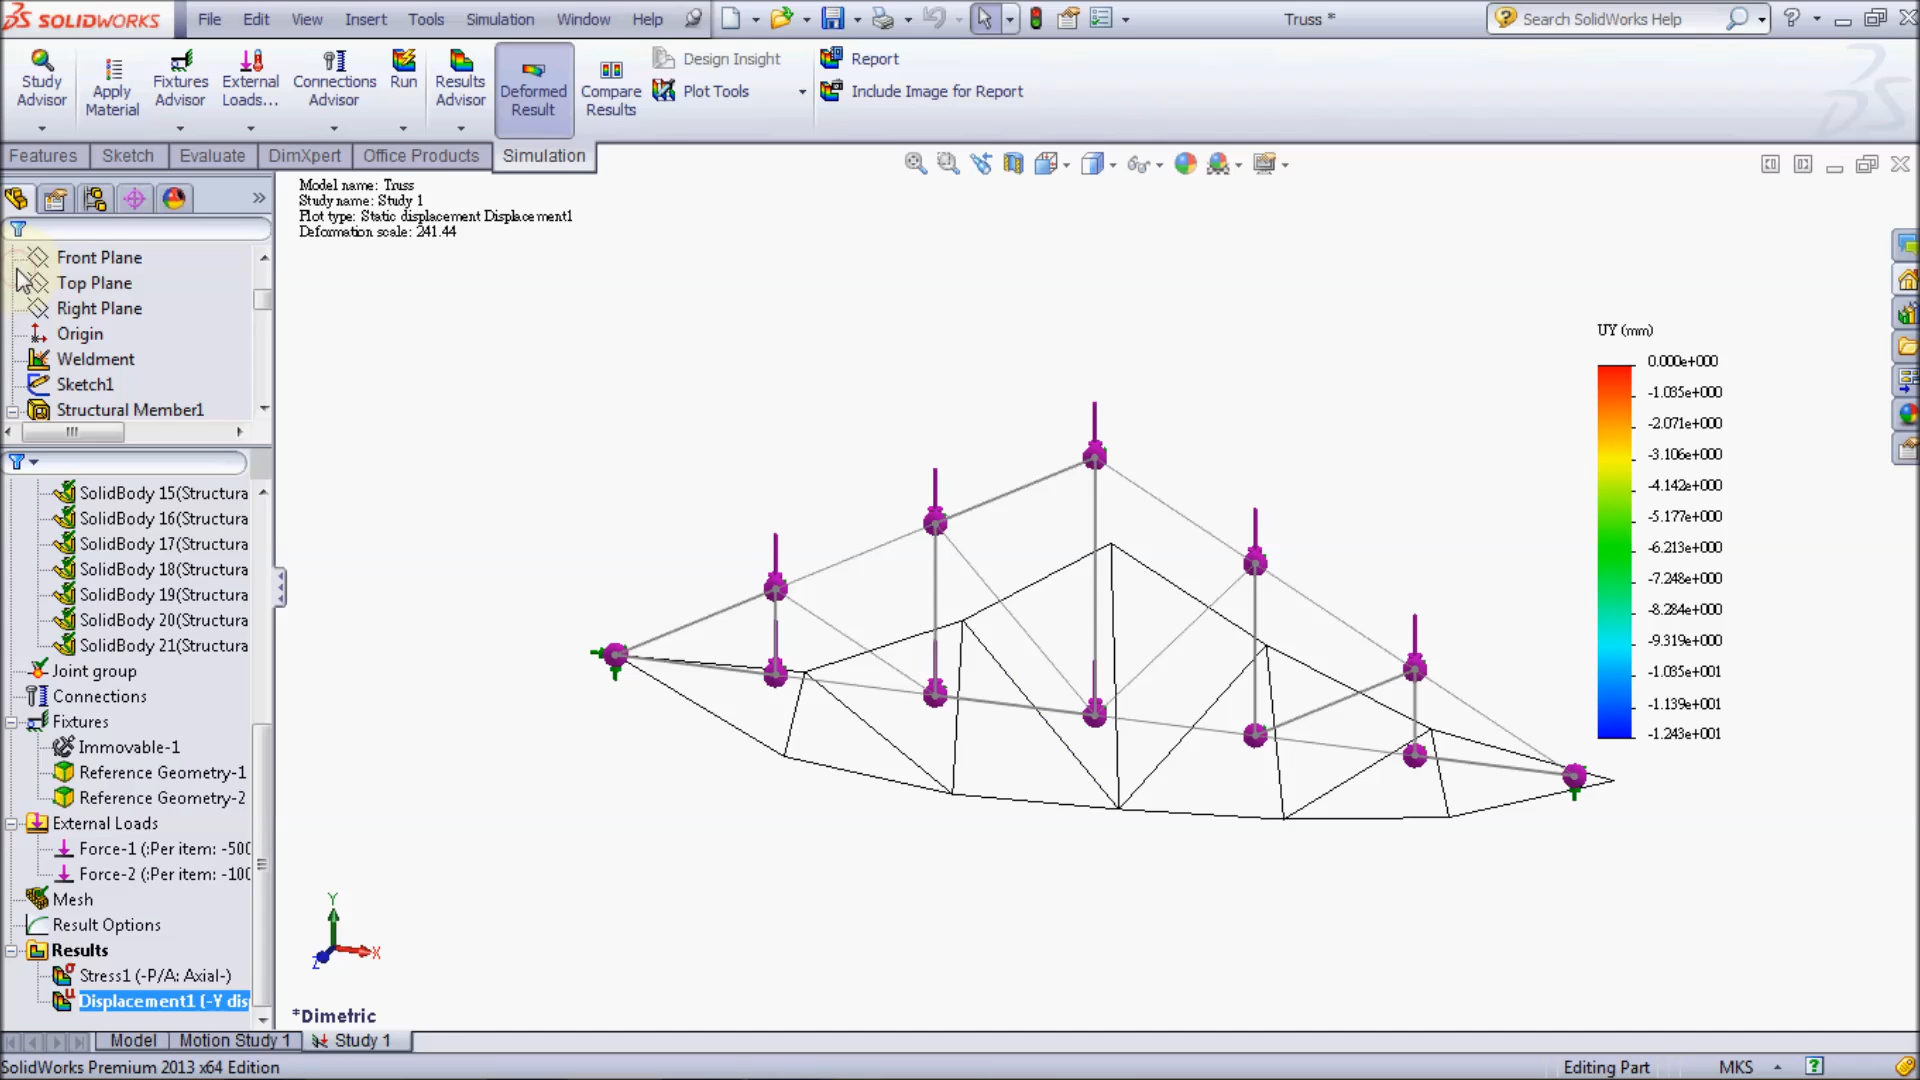 SOLIDWORKS
File Edit View Insert Tools Simulation Window Help
Truss *
Search SolidWorks Help
Study Advisor
Apply Material
Fixtures Advisor
External Loads...
Connections Advisor
Run
Results Advisor
Deformed Result
Compare Results
Design Insight
Plot Tools
Report
Include Image for Report
Features Sketch Evaluate DimXpert Office Products Simulation
Model name: Truss
Study name: Study 1
Plot type: Static displacement Displacement1
Deformation scale: 241.44
Front Plane
Top Plane
Right Plane
Origin
Weldment
Sketch1
Structural Member1
SolidBody 15(Structura
SolidBody 16(Structura
SolidBody 17(Structura
SolidBody 18(Structura
SolidBody 19(Structura
SolidBody 20(Structura
SolidBody 21(Structura
Joint group
Connections
Fixtures
Immovable-1
Reference Geometry-1
Reference Geometry-2
External Loads
Force-1 (:Per item: -500
Force-2 (:Per item: -100
Mesh
Result Options
Results
Stress1 (-P/A: Axial-)
Displacement1 (-Y dis
UY (mm)
0.000e+000
-1.035e+000
-2.071e+000
-3.106e+000
-4.142e+000
-5.177e+000
-6.213e+000
-7.248e+000
-8.284e+000
-9.319e+000
-1.035e+001
-1.139e+001
-1.243e+001
Y
X
Z
*Dimetric
Model Motion Study 1 Study 1
SolidWorks Premium 2013 x64 Edition
Editing Part
MKS